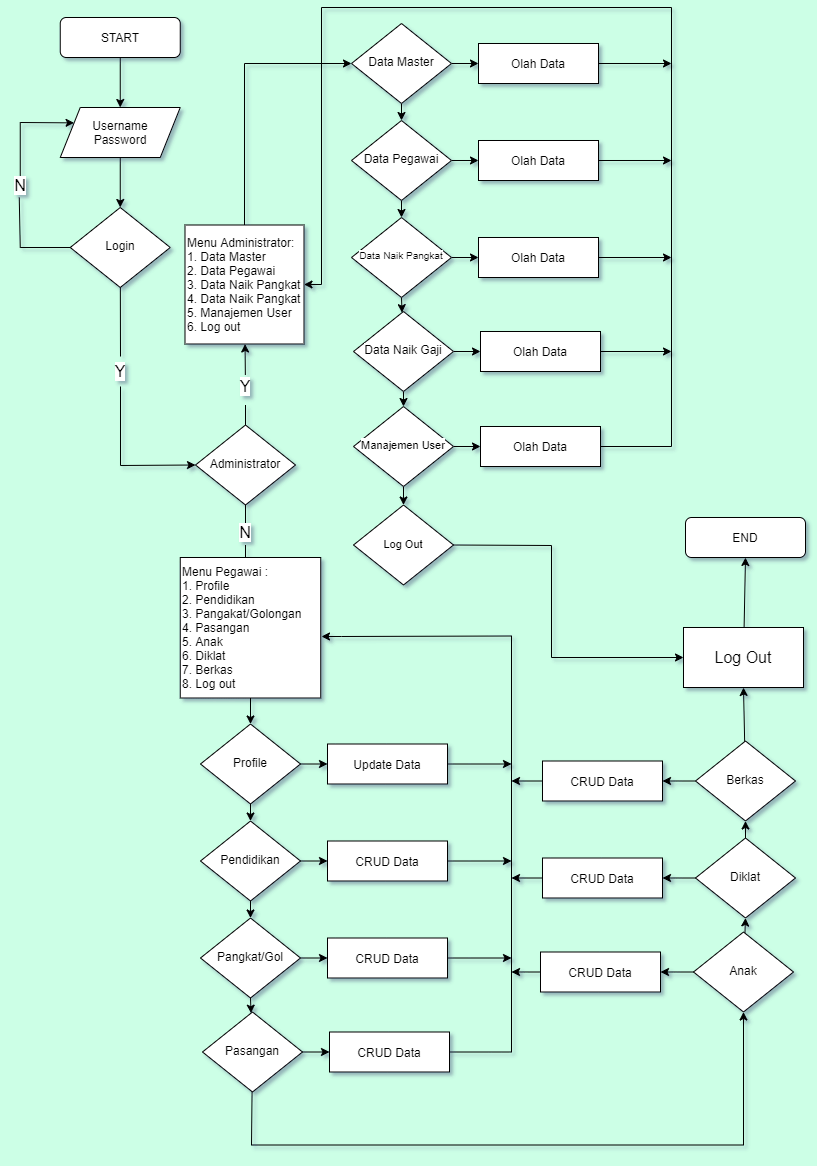 START
Username
Password
N
Login
Y
Menu Administrator:
1. Data Master
2. Data Pegawai
3. Data Naik Pangkat
4. Data Naik Pangkat
5. Manajemen User
6. Log out
Y
Administrator
N
Data Master
Olah Data
Data Pegawai
Olah Data
Data Naik Pangkat
Olah Data
Data Naik Gaji
Olah Data
Manajemen User
Olah Data
Log Out
Menu Pegawai :
1. Profile
2. Pendidikan
3. Pangakat/Golongan
4. Pasangan
5. Anak
6. Diklat
7. Berkas
8. Log out
Profile
Update Data
Pendidikan
CRUD Data
Pangkat/Gol
CRUD Data
Pasangan
CRUD Data
END
Log Out
Berkas
CRUD Data
Diklat
CRUD Data
Anak
CRUD Data